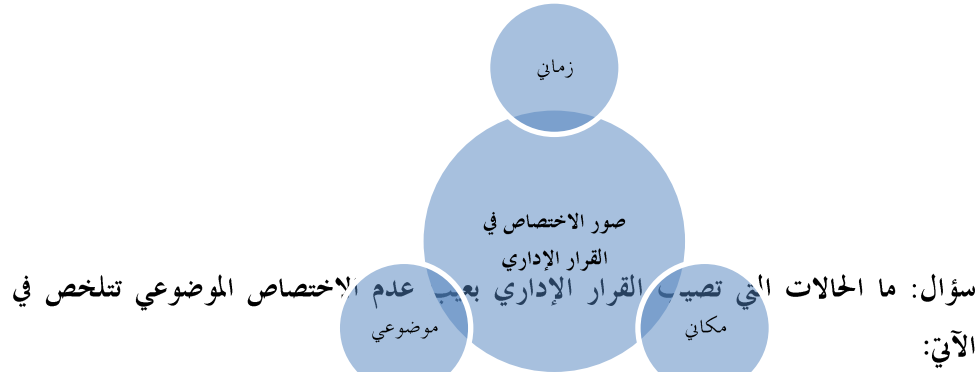 زماني
صور الاختصاص في
القرار الإداري
سؤال: ما الحالات التي تصيب القرار الإداري بعيب عدم الاختصاص الموضوعي تتلخص في
موضوعي
مكاني
الآتي: